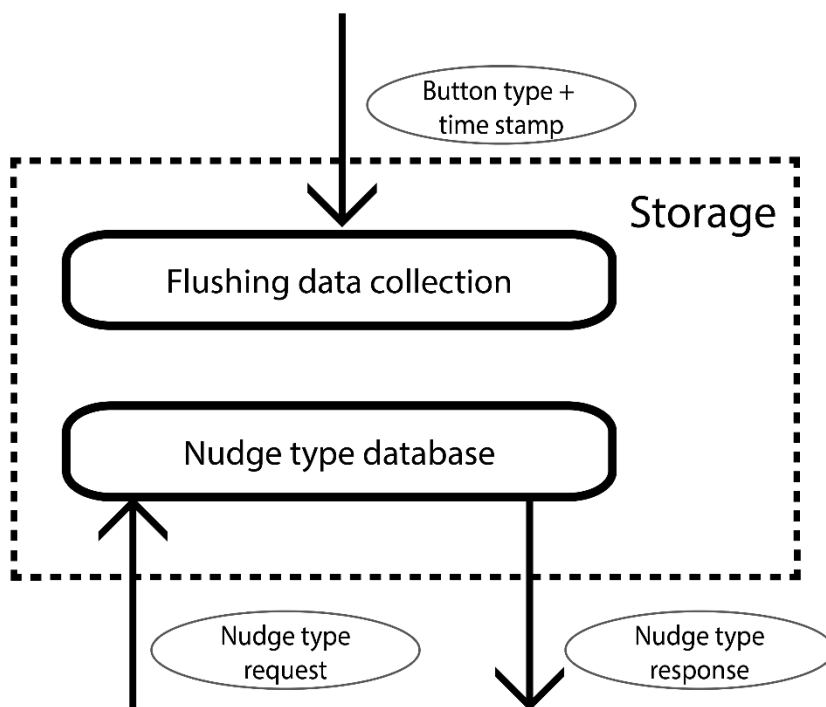 Button type +
time stamp
Storage
Flushing data collection
Nudge type database
Nudge type
request
Nudge type
response